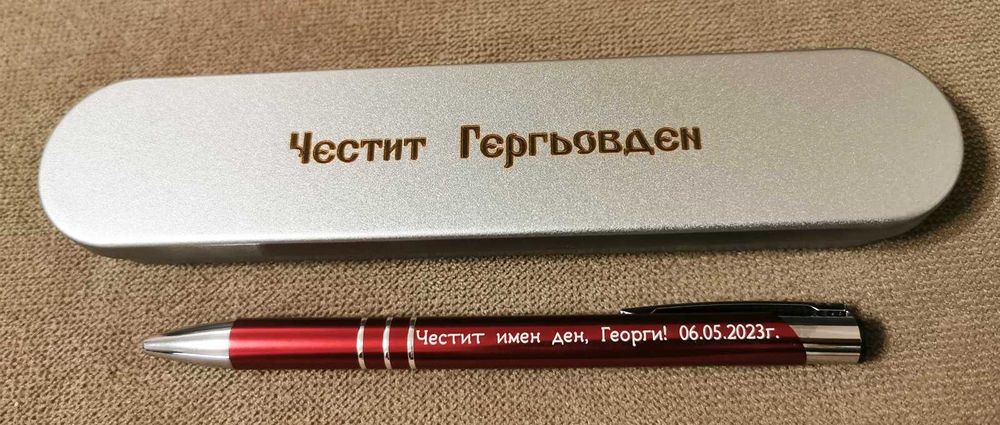 Честит Гергьовден
Честит имен ден, Георги! 06.05.2023г.